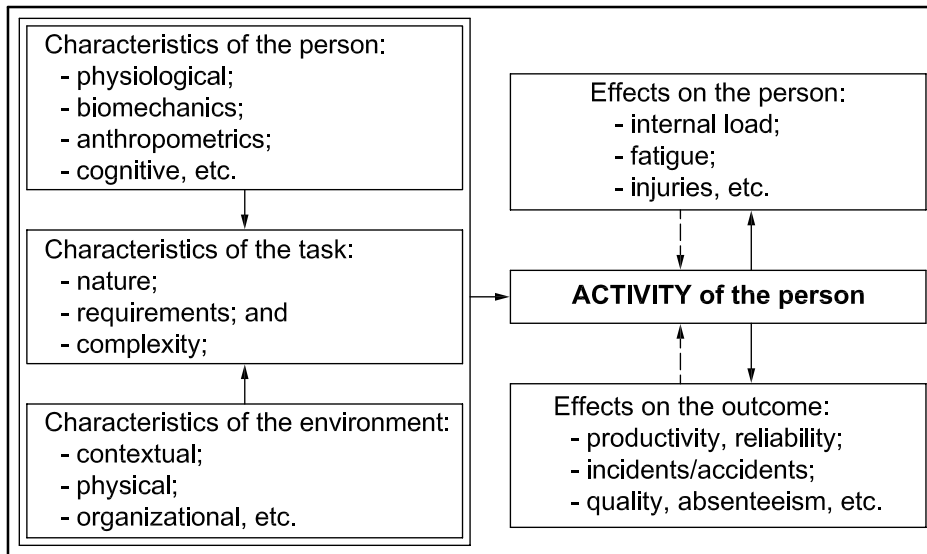 Characteristics of the person:
- physiological;
- biomechanics;
- anthropometrics;
- cognitive, etc.
Characteristics of the task:
- nature;
- requirements; and
- complexity;
Characteristics of the environment:
- contextual;
- physical;
- organizational, etc.
Effects on the person:
- internal load;
- fatigue;
- injuries, etc.
ACTIVITY of the person
Effects on the outcome:
- productivity, reliability;
- incidents/accidents;
- quality, absenteeism, etc.